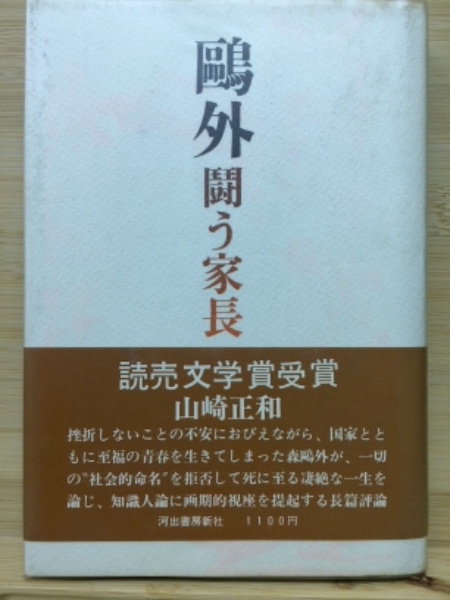 鷗外
闘う家長
読売文学賞受賞
山崎正和
挫折しないことの不安におびえながら、国家とと
もに至福の青春を生きてしまった森鷗外が、一切
の“社会的命名”を拒否して死に至る凄絶な一生を
論じ、知識人論に画期的視座を提起する長篇評論
河出書房新社 1100円